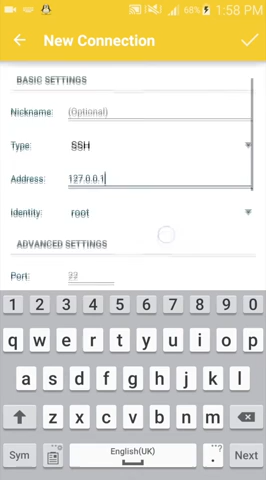 68% 1:58 PM
New Connection
BASIC SETTINGS
Nickname: (Optional)
Type: SSH
Address: 127.0.0.1
Identity: root
ADVANCED SETTINGS
Port: 22
1 2 3 4 5 6 7 8 9 0
q w e r t y u i o p
a s d f g h j k l
z x c v b n m
Sym English(UK) . ? Next